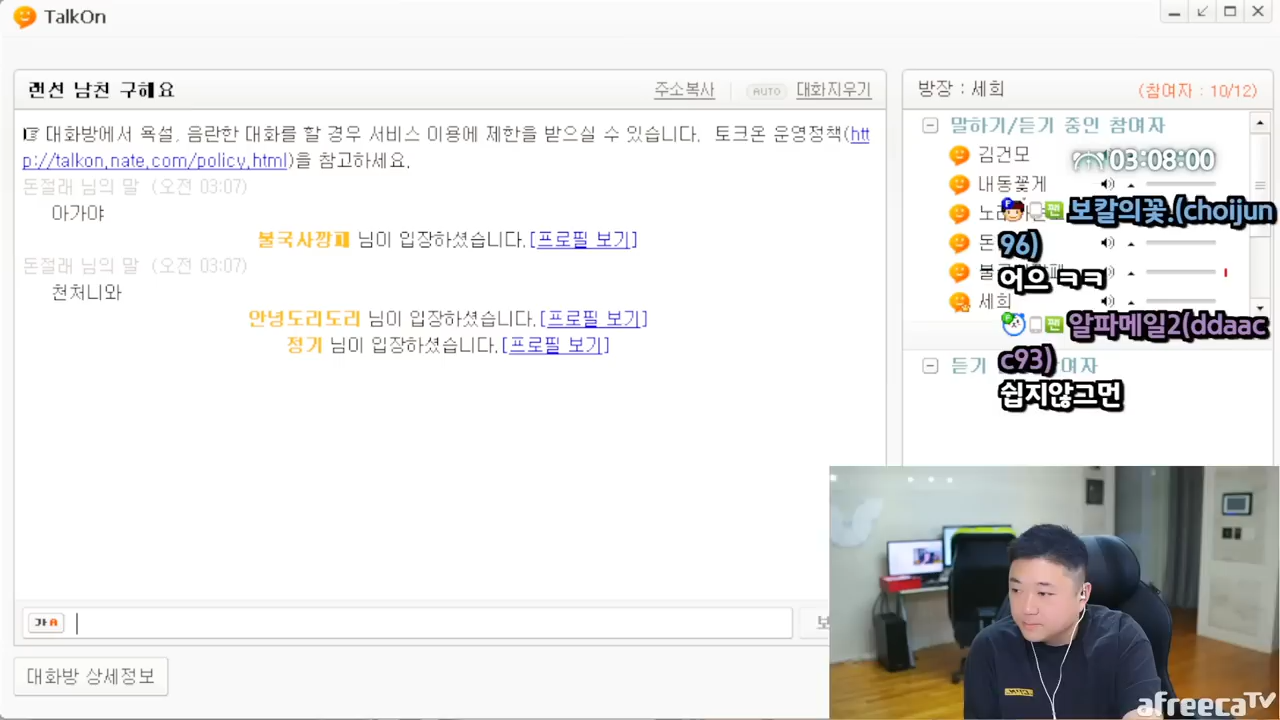 TalkOn
랜선 남친 구해요
주소복사
AUTO
대화지우기
☞ 대화방에서 욕설, 음란한 대화를 할 경우 서비스 이용에 제한을 받으실 수 있습니다. 토크온 운영정책(htt
p://talkon.nate.com/policy.html)을 참고하세요.
돈절래 님의 말 (오전 03:07)
아가야
불국사깡패 님이 입장하셨습니다.[프로필 보기]
돈절래 님의 말 (오전 03:07)
천처니와
안녕도리도리 님이 입장하셨습니다.[프로필 보기]
정기 님이 입장하셨습니다.[프로필 보기]
가A
대화방 상세정보
방장 : 세희
(참여자 : 10/12)
말하기/듣기 중인 참여자
김건모
03:08:00
내동꽃게
돈
세희
듣기
여자
보칼의꽃.(choijun
96)
어으 ㅋㅋ
팬 알파메일2(ddaac
c93)
쉽지않그먼
afreecaTV